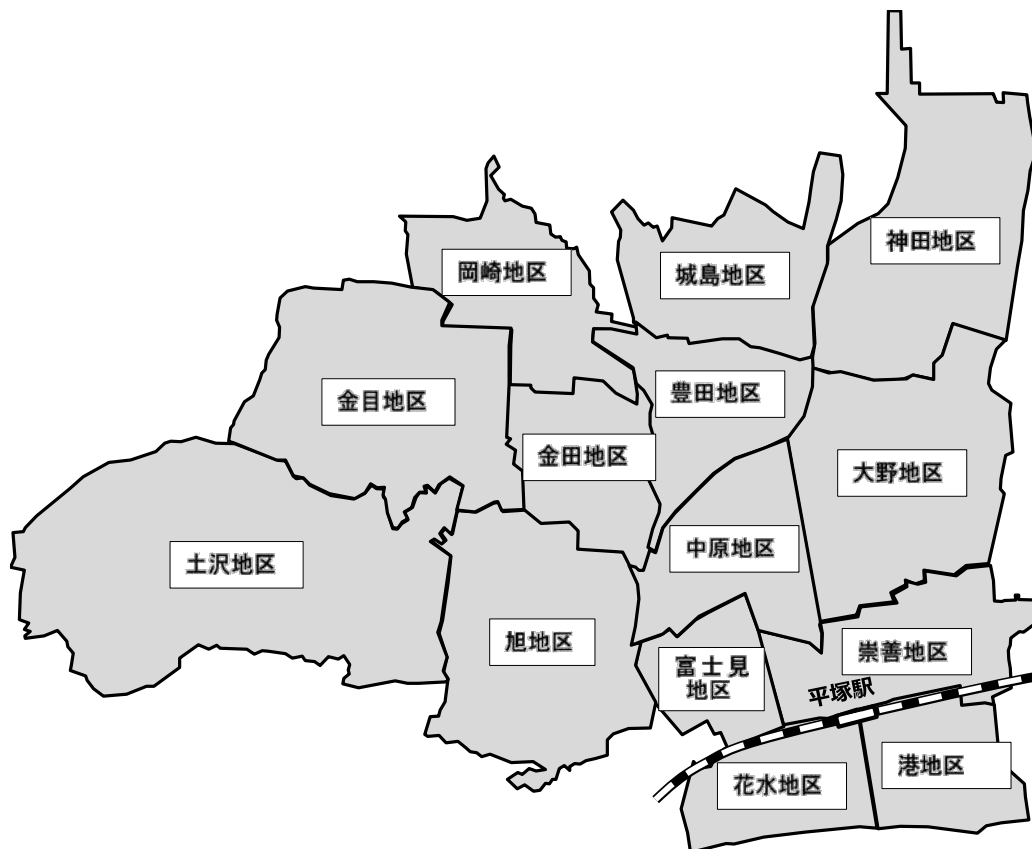 神田地区
岡崎地区
城島地区
金目地区
豊田地区
金田地区
大野地区
中原地区
土沢地区
旭地区
崇善地区
富士見
地区
平塚駅
港地区
花水地区